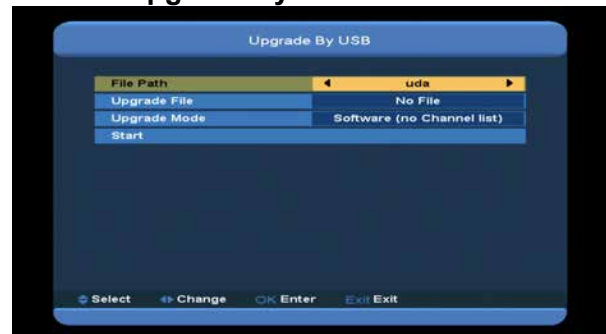 Upgrade By USB
File Path uda
Upgrade File No File
Upgrade Mode Software (no Channel list)
Start
Select Change OK Enter Exit Exit